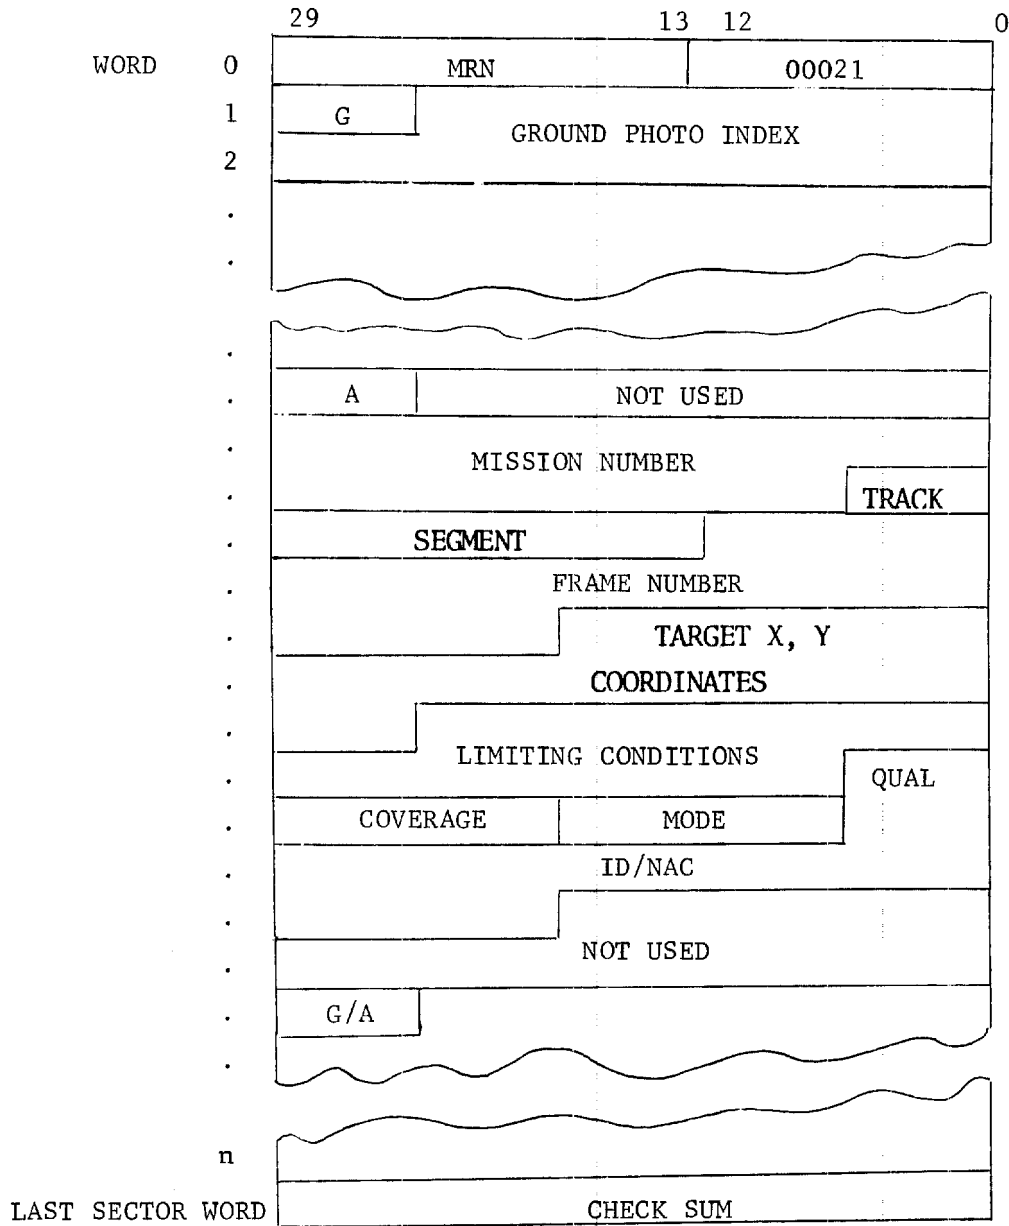 29 13 12 0
WORD 0 MRN 00021
1 G
GROUND PHOTO INDEX
2
.
.
.
. A NOT USED
.
MISSION NUMBER
. TRACK
. SEGMENT
. FRAME NUMBER
. TARGET X, Y
. COORDINATES
.
LIMITING CONDITIONS
. QUAL
. COVERAGE MODE
. ID/NAC
.
. NOT USED
. G/A
.
n
LAST SECTOR WORD CHECK SUM